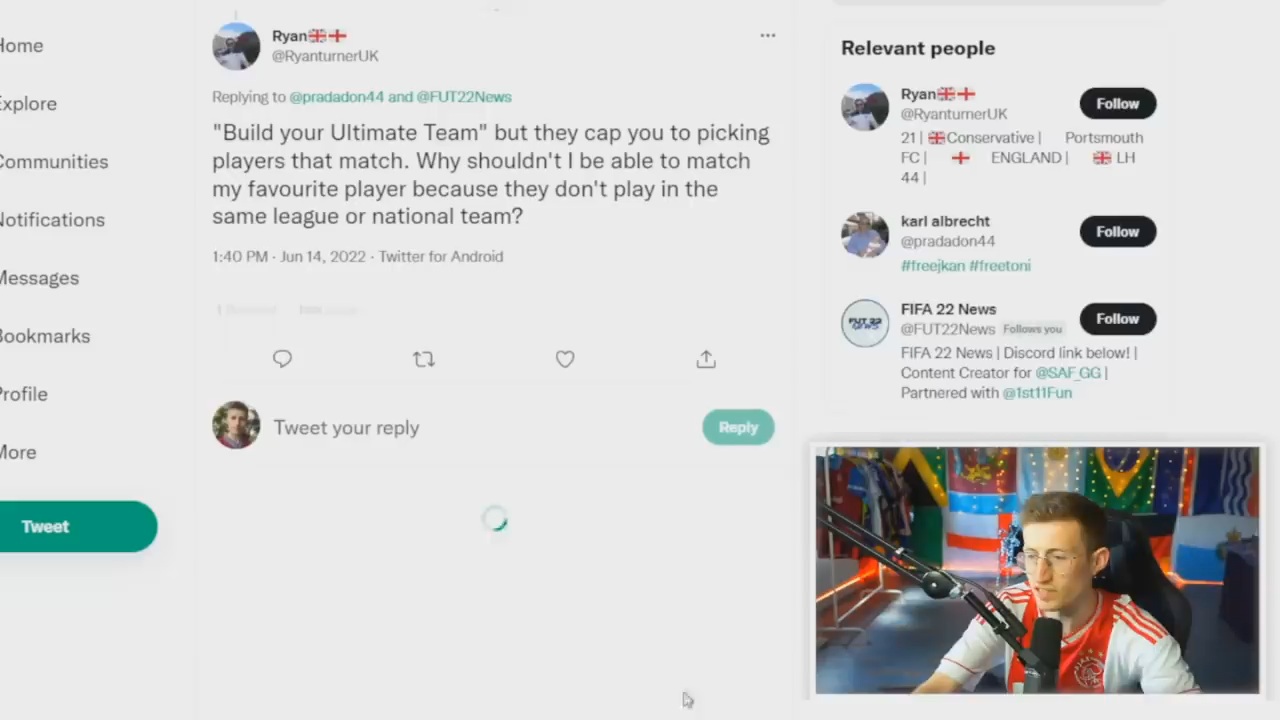 Home
Explore
Communities
Notifications
Messages
Bookmarks
Profile
More
Tweet
Ryan
@RyanturnerUK
Replying to @pradadon44 and @FUT22News
"Build your Ultimate Team" but they cap you to picking
players that match. Why shouldn't I be able to match
my favourite player because they don't play in the
same league or national team?
1:40 PM · Jun 14, 2022 · Twitter for Android
Tweet your reply
Reply
Relevant people
Ryan
@RyanturnerUK
Follow
21 | Conservative | Portsmouth
FC | ENGLAND | LH
44 |
karl albrecht
@pradadon44
Follow
#freejkan #freetoni
FIFA 22 News
@FUT22News Follows you
Follow
FIFA 22 News | Discord link below! |
Content Creator for @SAF_GG |
Partnered with @1st11Fun
FUT 22
NEWS